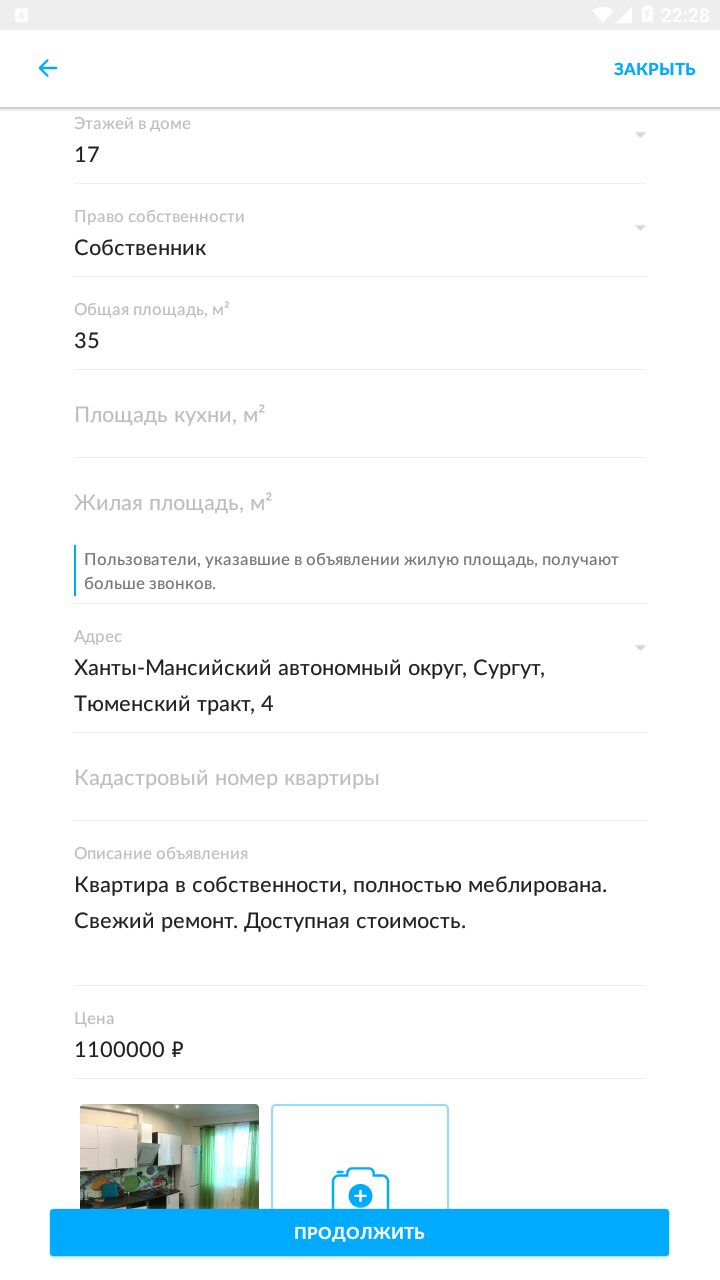 22:28
ЗАКРЫТЬ
Этажей в доме
17
Право собственности
Собственник
Общая площадь, м²
35
Площадь кухни, м²
Жилая площадь, м²
Пользователи, указавшие в объявлении жилую площадь, получают
больше звонков.
Адрес
Ханты-Мансийский автономный округ, Сургут,
Тюменский тракт, 4
Кадастровый номер квартиры
Описание объявления
Квартира в собственности, полностью меблирована.
Свежий ремонт. Доступная стоимость.
Цена
1100000 ₽
ПРОДОЛЖИТЬ